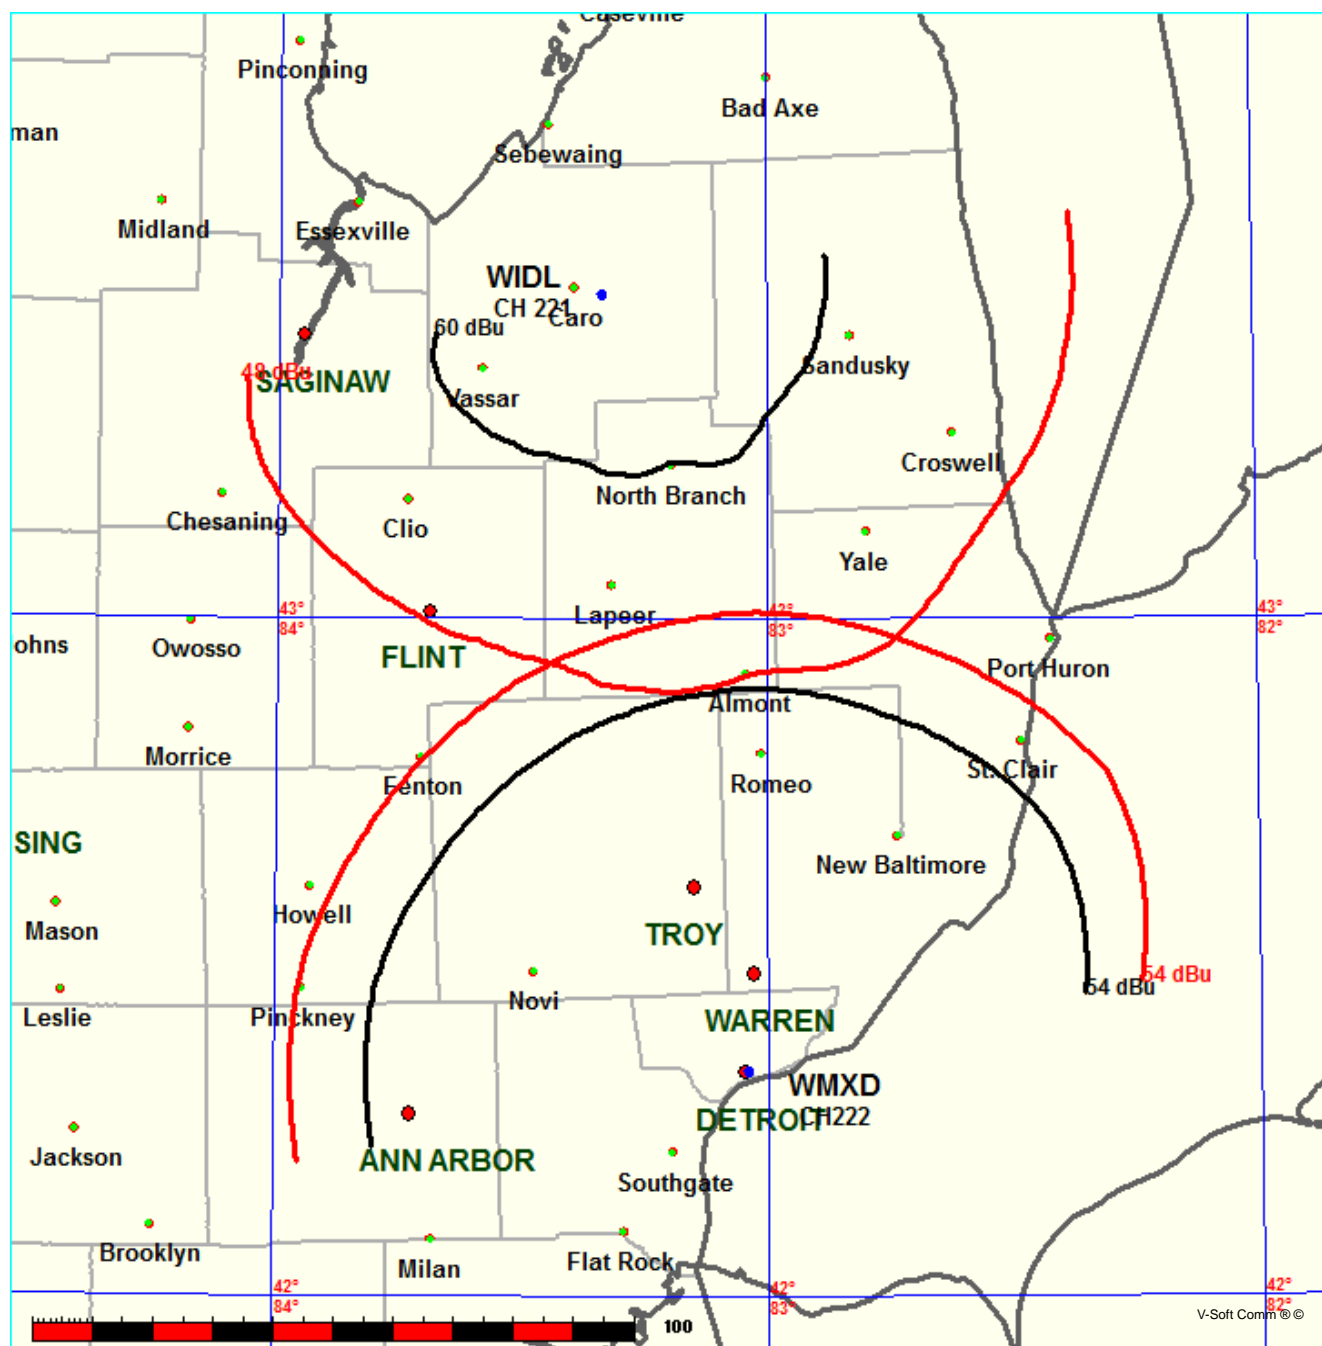 Caseville
Pinconning
Bad Axe
man
Sebewaing
Midland
Essexville
WIDL
CH 221
Caro
60 dBu
48 dBu
SAGINAW
Sandusky
Vassar
Croswell
North Branch
Chesaning
Clio
Yale
43°
84°
Lapeer
43°
83°
43°
82°
ohns
Owosso
FLINT
Port Huron
Almont
Morrice
Fenton
Romeo
St. Clair
SING
New Baltimore
Howell
Mason
TROY
54 dBu
54 dBu
Novi
Leslie
Pinckney
WARREN
WMXD
CH222
DETROIT
Jackson
ANN ARBOR
Southgate
Brooklyn
Milan
Flat Rock
42°
84°
42°
83°
42°
82°
100
V-Soft Comm ® ©